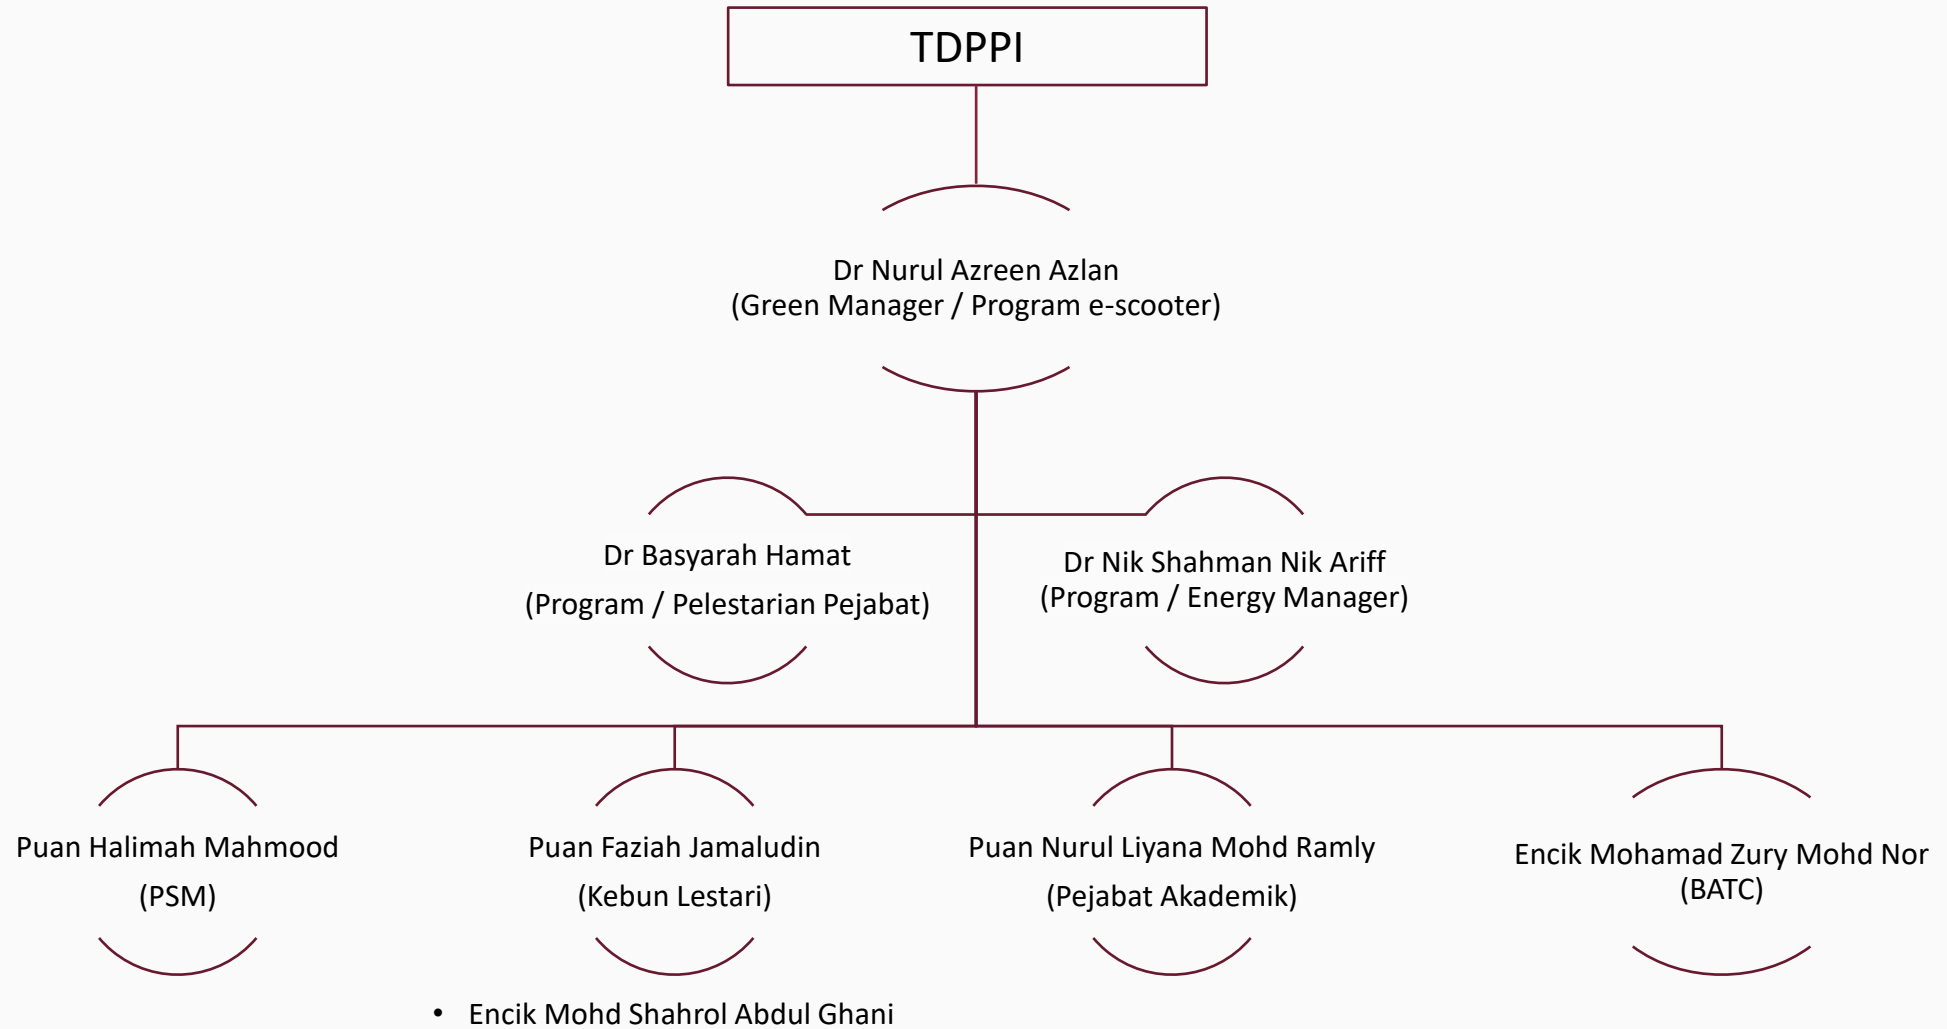 TDPPI
Dr Nurul Azreen Azlan
(Green Manager / Program e-scooter)
Dr Basyarah Hamat
(Program / Pelestarian Pejabat)
Dr Nik Shahman Nik Ariff
(Program / Energy Manager)
Puan Halimah Mahmood
(PSM)
Puan Faziah Jamaludin
(Kebun Lestari)
Puan Nurul Liyana Mohd Ramly
(Pejabat Akademik)
Encik Mohamad Zury Mohd Nor
(BATC)
• Encik Mohd Shahrol Abdul Ghani